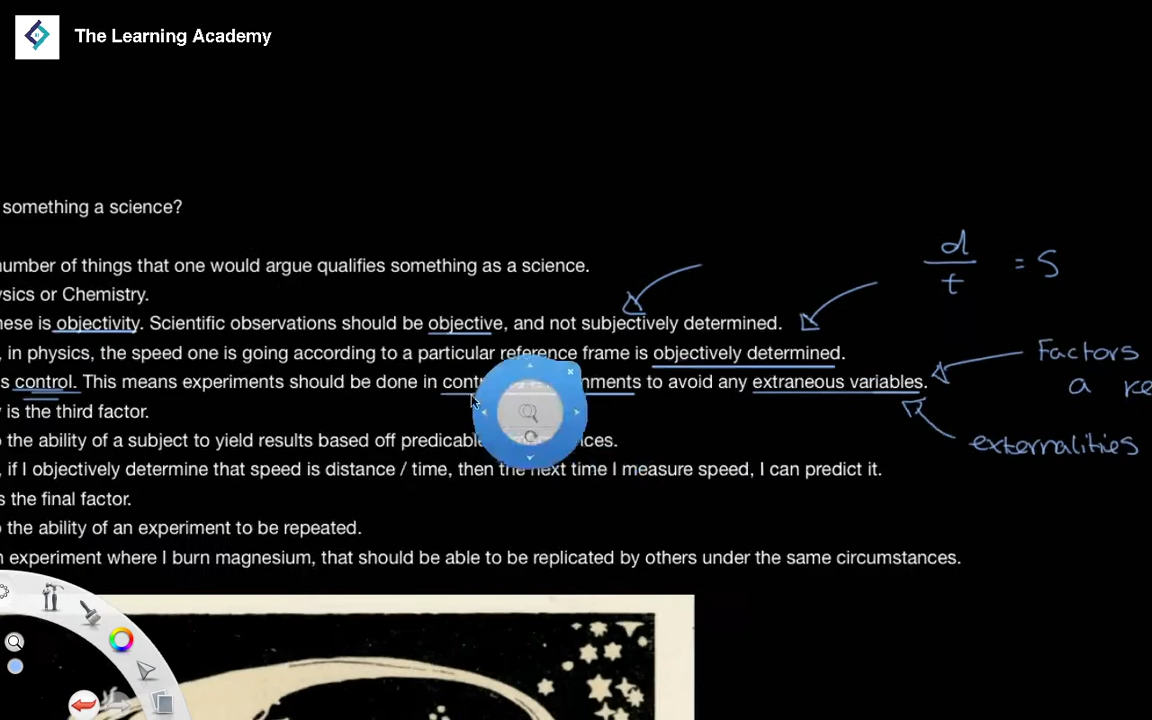 The Learning Academy
something a science?
number of things that one would argue qualifies something as a science.
sics or Chemistry.
hese is objectivity. Scientific observations should be objective, and not subjectively determined.
, in physics, the speed one is going according to a particular reference frame is objectively determined.
s control. This means experiments should be done in cont nments to avoid any extraneous variables.
y is the third factor.
o the ability of a subject to yield results based off predicabl ces.
, if I objectively determine that speed is distance / time, then the next time I measure speed, I can predict it.
s the final factor.
o the ability of an experiment to be repeated.
n experiment where I burn magnesium, that should be able to be replicated by others under the same circumstances.
d
t
= S
Factors
a re
externalities